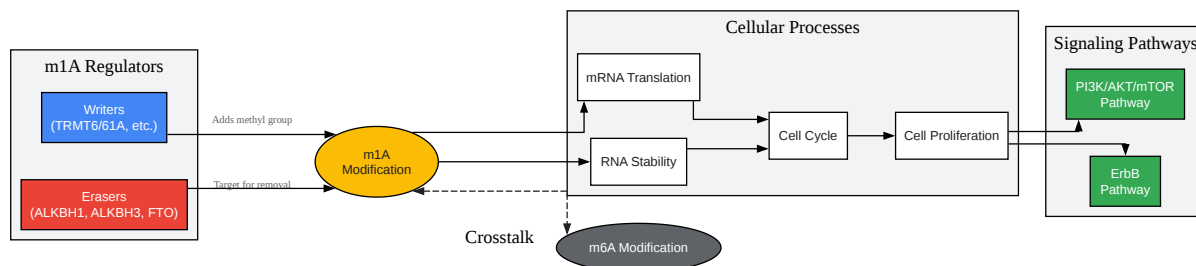 m1A Regulators
Writers
(TRMT6/61A, etc.)
Erasers
(ALKBH1, ALKBH3, FTO)
Adds methyl group
Target for removal
m1A
Modification
Crosstalk
m6A Modification
Cellular Processes
mRNA Translation
RNA Stability
Cell Cycle
Cell Proliferation
Signaling Pathways
PI3K/AKT/mTOR
Pathway
ErbB
Pathway